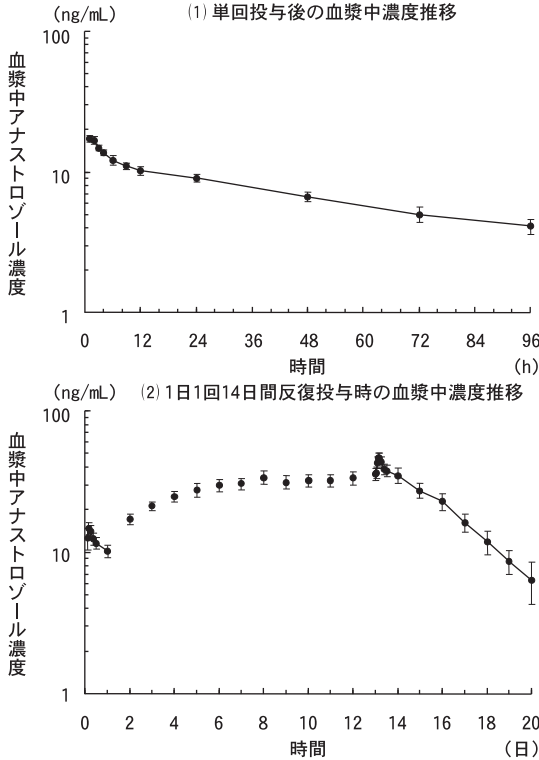 (ng/mL)
⑴ 単回投与後の血漿中濃度推移
100
10
1
血漿中アナストロゾール濃度
0 12 24 36 48 60 72 84 96
時間
(h)
(ng/mL)
⑵ 1日1回14日間反復投与時の血漿中濃度推移
100
10
1
血漿中アナストロゾール濃度
0 2 4 6 8 10 12 14 16 18 20
時間
(日)